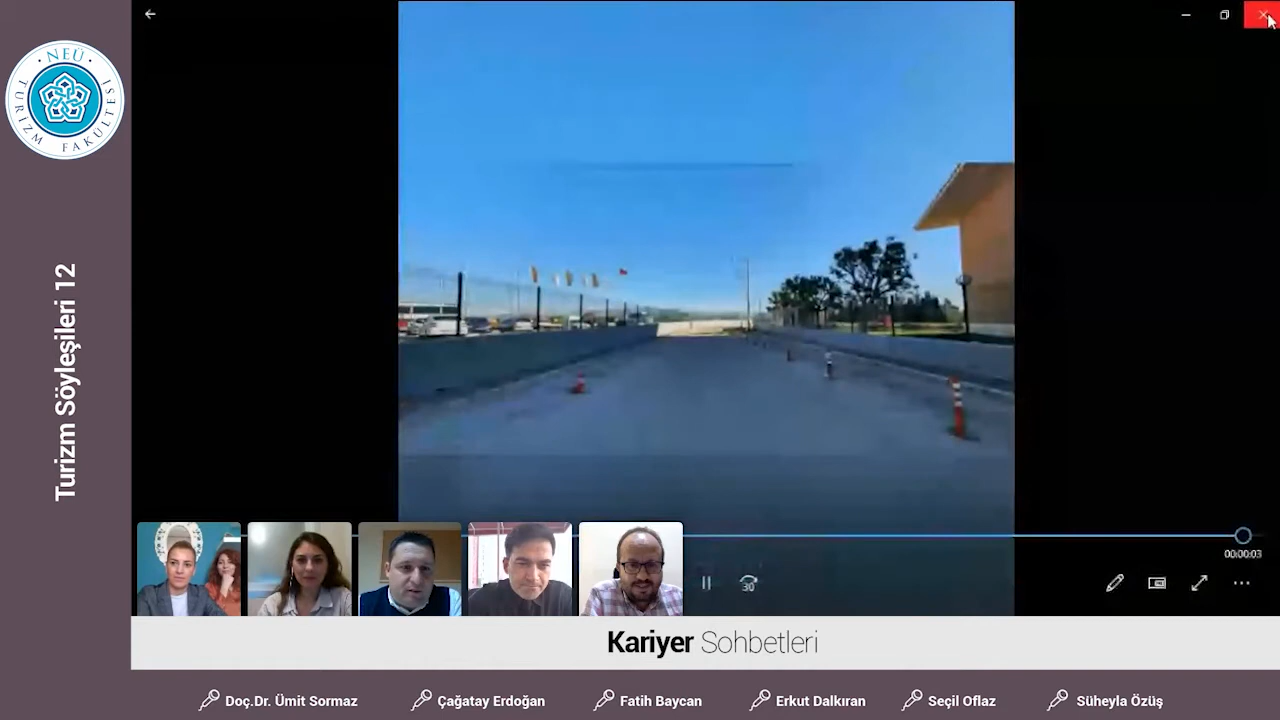 NEÜ
TURİZM FAKÜLTESİ
Turizm Söyleşileri 12
00:00:03
30
Kariyer Sohbetleri
Doç.Dr. Ümit Sormaz
Çağatay Erdoğan
Fatih Baycan
Erkut Dalkıran
Seçil Oflaz
Süheyla Özüş